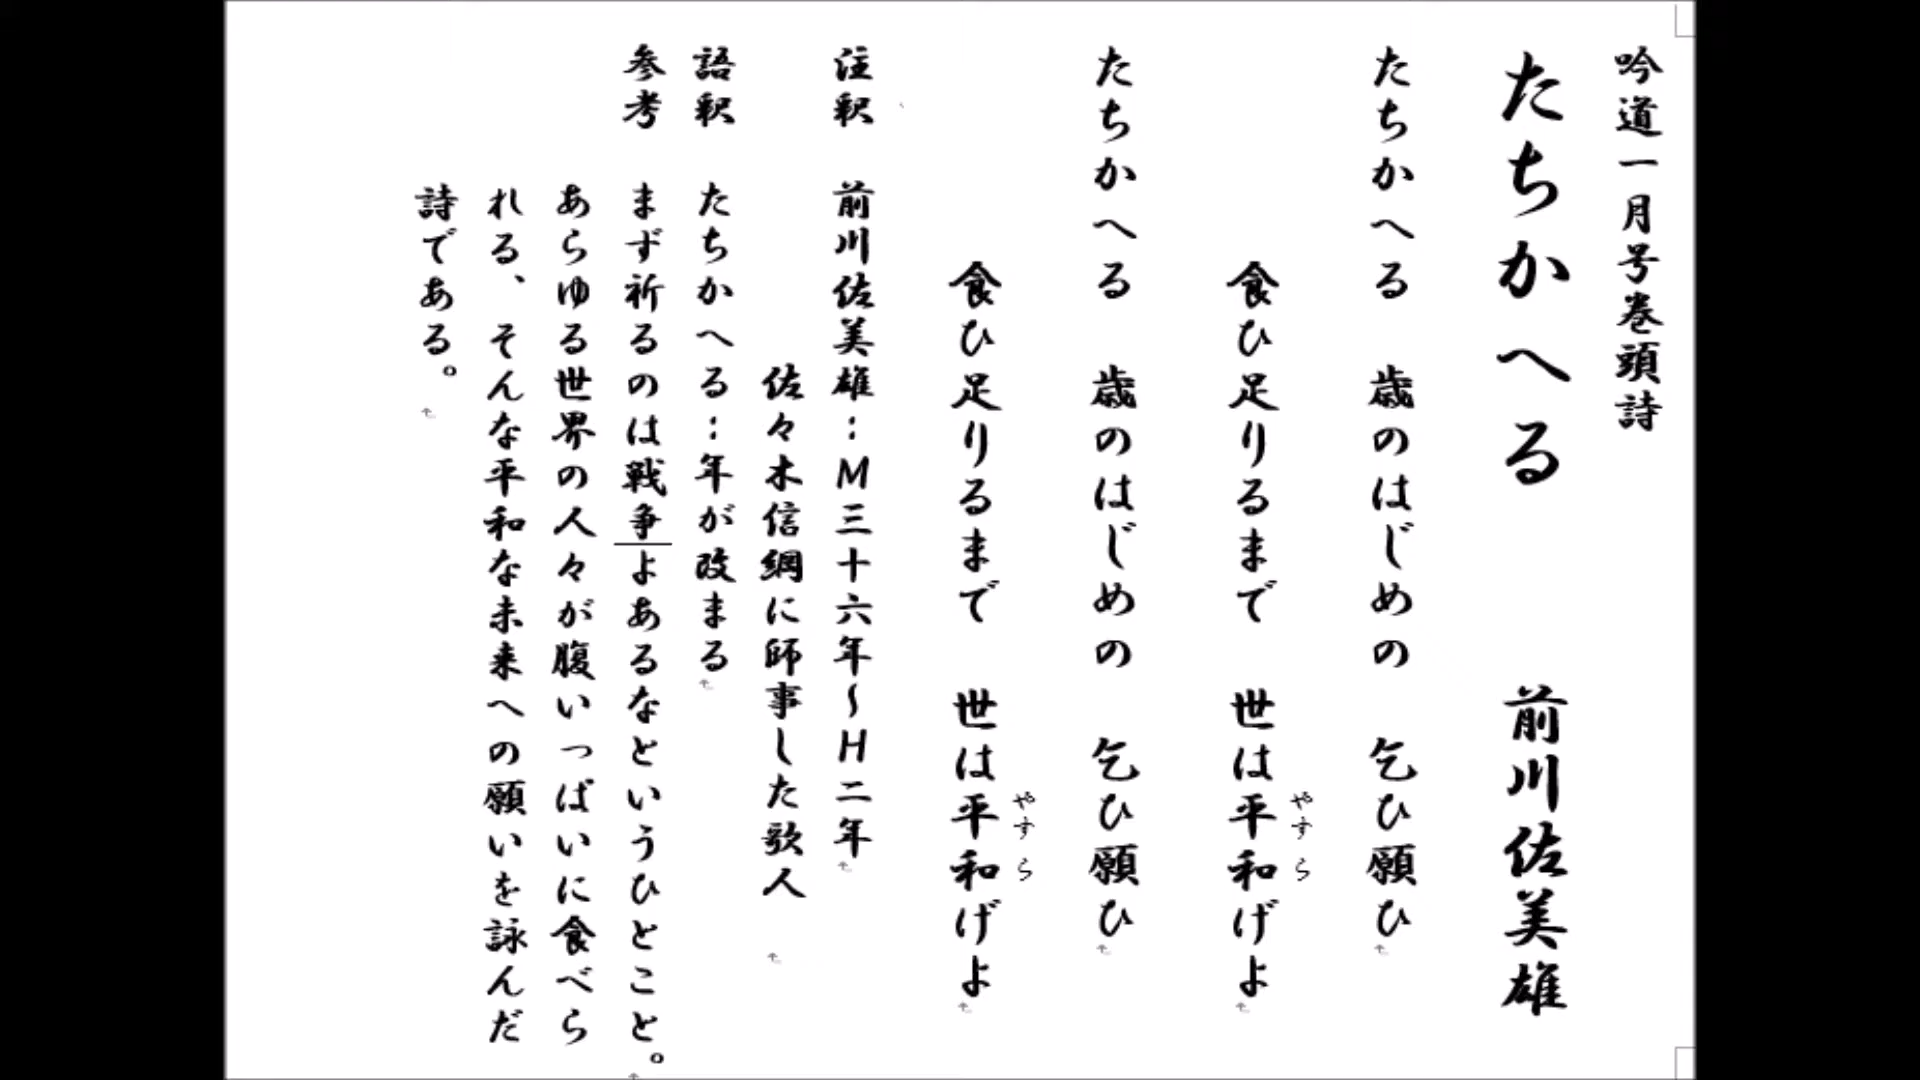 吟道一月号巻頭詩
たちかへる　前川佐美雄
たちかへる　歳のはじめの　乞ひ願ひ
食ひ足りるまで　世は平和げよ
やすら
たちかへる　歳のはじめの　乞ひ願ひ
食ひ足りるまで　世は平和げよ
やすら
注釈　前川佐美雄：M三十六年～H二年
佐々木信綱に師事した歌人
語釈　たちかへる：年が改まる
参考　まず祈るのは戦争よあるなというひとこと。
あらゆる世界の人々が腹いっぱいに食べら
れる、そんな平和な未来への願いを詠んだ
詩である。